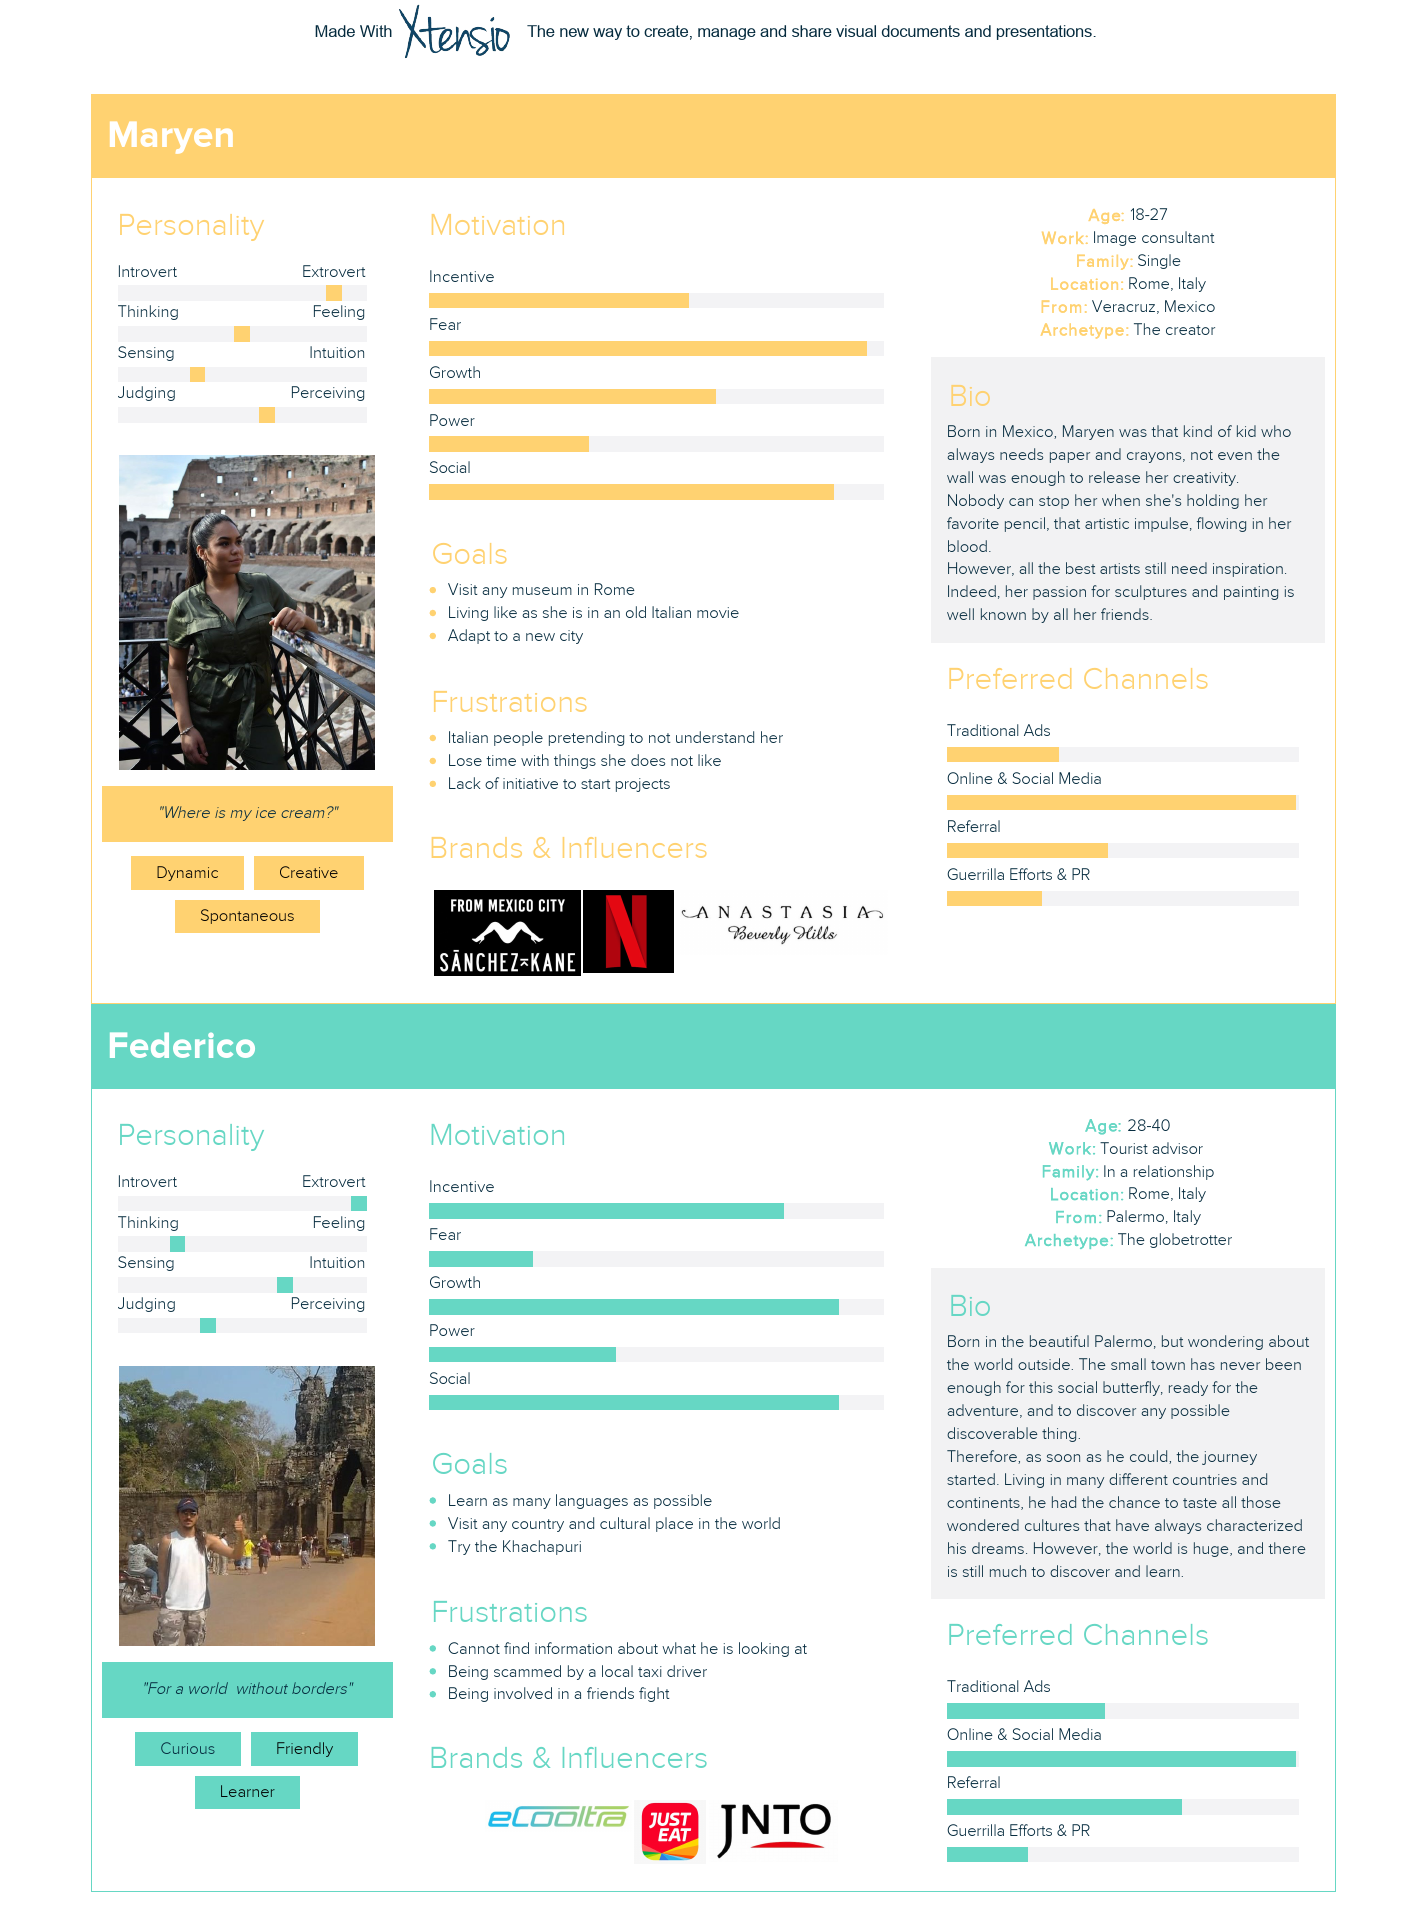 Made With Xtensio The new way to create, manage and share visual documents and presentations.
Maryen
Personality
Introvert Extrovert
Thinking Feeling
Sensing Intuition
Judging Perceiving
"Where is my ice cream?"
Dynamic Creative
Spontaneous
Motivation
Incentive
Fear
Growth
Power
Social
Goals
Visit any museum in Rome
Living like as she is in an old Italian movie
Adapt to a new city
Frustrations
Italian people pretending to not understand her
Lose time with things she does not like
Lack of initiative to start projects
Brands & Influencers
FROM MEXICO CITY
SĀNCHEZ KANE
N
ANASTASIA
Beverly Hills
Age: 18-27
Work: Image consultant
Family: Single
Location: Rome, Italy
From: Veracruz, Mexico
Archetype: The creator
Bio
Born in Mexico, Maryen was that kind of kid who
always needs paper and crayons, not even the
wall was enough to release her creativity.
Nobody can stop her when she's holding her
favorite pencil, that artistic impulse, flowing in her
blood.
However, all the best artists still need inspiration.
Indeed, her passion for sculptures and painting is
well known by all her friends.
Preferred Channels
Traditional Ads
Online & Social Media
Referral
Guerrilla Efforts & PR
Federico
Personality
Introvert Extrovert
Thinking Feeling
Sensing Intuition
Judging Perceiving
"For a world  without borders"
Curious Friendly
Learner
Motivation
Incentive
Fear
Growth
Power
Social
Goals
Learn as many languages as possible
Visit any country and cultural place in the world
Try the Khachapuri
Frustrations
Cannot find information about what he is looking at
Being scammed by a local taxi driver
Being involved in a friends fight
Brands & Influencers
eCooltra
JUST
EAT
JNTO
Age: 28-40
Work: Tourist advisor
Family: In a relationship
Location: Rome, Italy
From: Palermo, Italy
Archetype: The globetrotter
Bio
Born in the beautiful Palermo, but wondering about
the world outside. The small town has never been
enough for this social butterfly, ready for the
adventure, and to discover any possible
discoverable thing.
Therefore, as soon as he could, the journey
started. Living in many different countries and
continents, he had the chance to taste all those
wondered cultures that have always characterized
his dreams. However, the world is huge, and there
is still much to discover and learn.
Preferred Channels
Traditional Ads
Online & Social Media
Referral
Guerrilla Efforts & PR